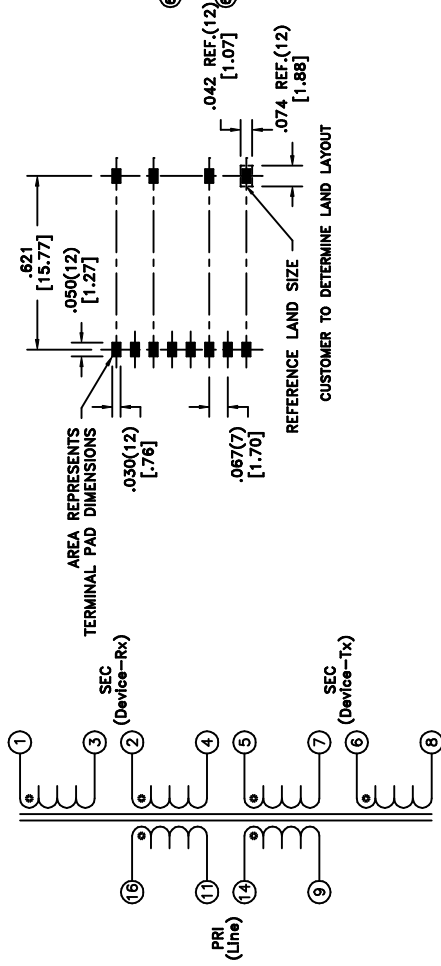 .621
[15.77]
.050(12)
[1.27]
AREA REPRESENTS
TERMINAL PAD DIMENSIONS
.030(12)
[.76]
.067(7)
[1.70]
.042 REF.(12)
[1.07]
.074 REF.(12)
[1.88]
REFERENCE LAND SIZE
CUSTOMER TO DETERMINE LAND LAYOUT
PRI
(Line)
16
11
14
9
1
3
2
4
5
7
6
8
SEC
(Device-Rx)
SEC
(Device-Tx)